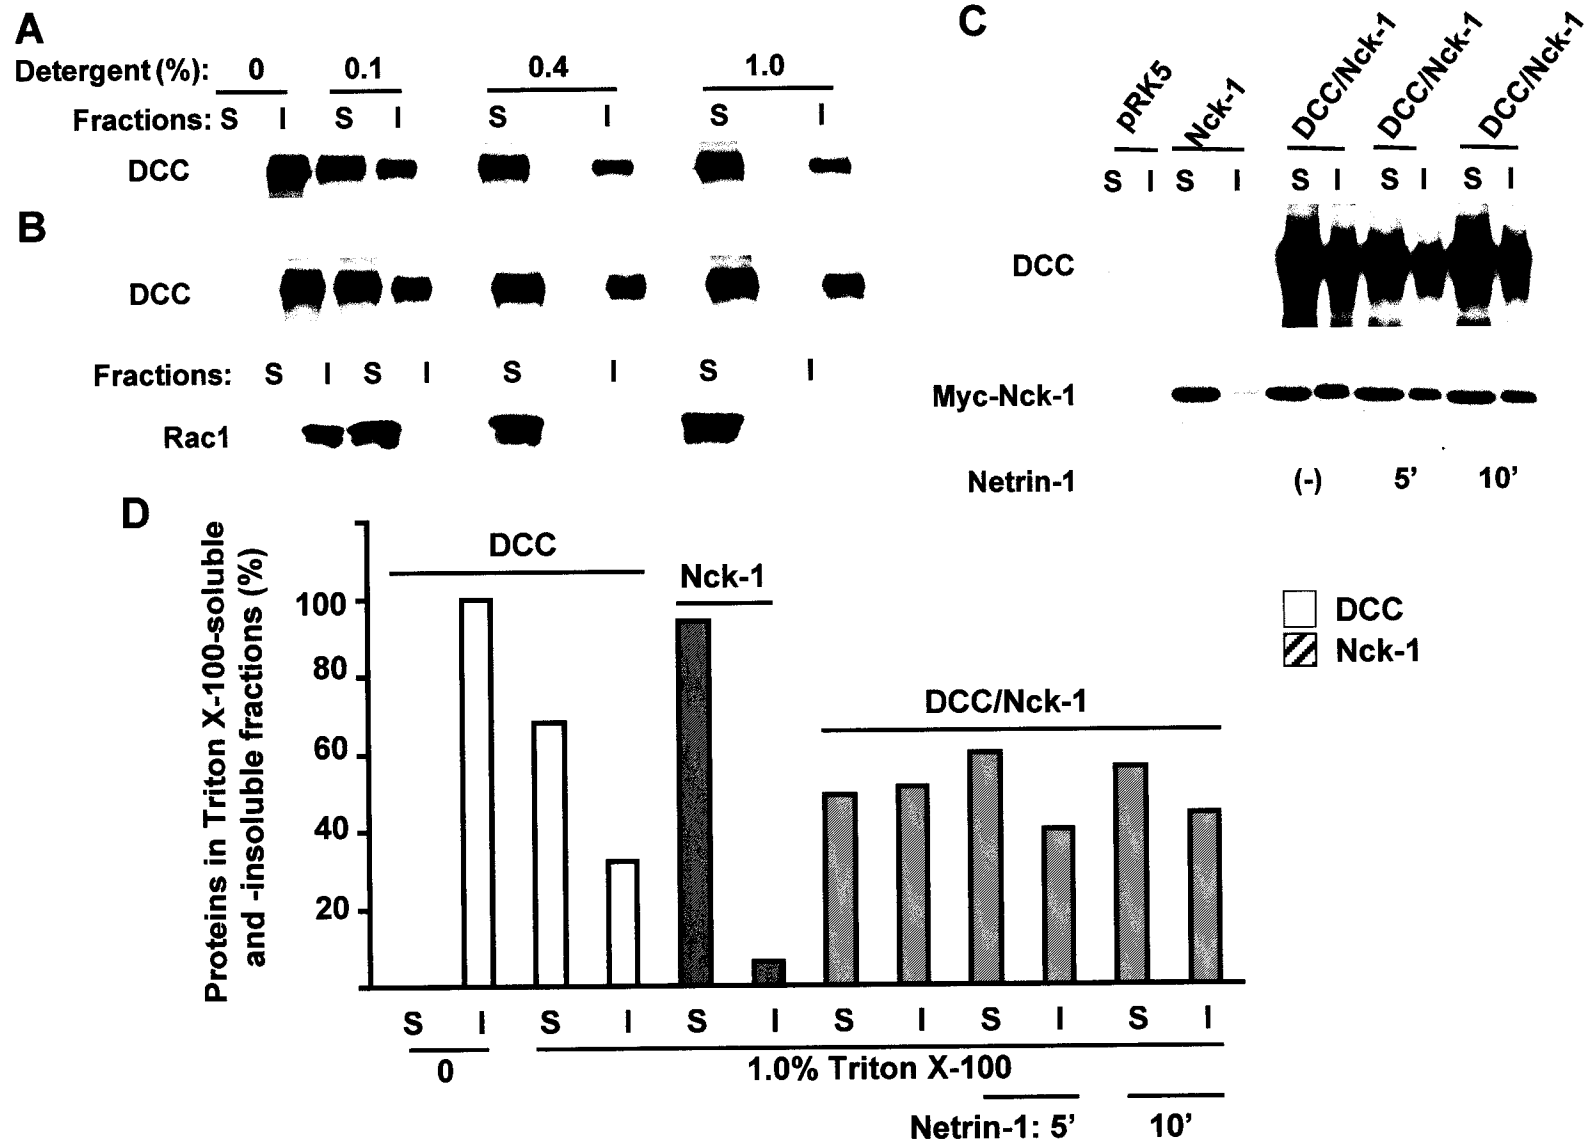 A
Detergent (%): 0 0.1 0.4 1.0
Fractions: S I S I S I S I
DCC
B
DCC
Fractions: S I S I S I S I
Rac1
C
pRK5 Nck-1 DCC/Nck-1 DCC/Nck-1 DCC/Nck-1
S I S I S I S I S I
DCC
Myc-Nck-1
Netrin-1 (-) 5' 10'
D
Proteins in Triton X-100-soluble
and -insoluble fractions (%)
100
80
60
40
20
DCC
Nck-1
DCC/Nck-1
DCC
Nck-1
S I S I S I S I S I S I
0 1.0% Triton X-100
Netrin-1: 5' 10'